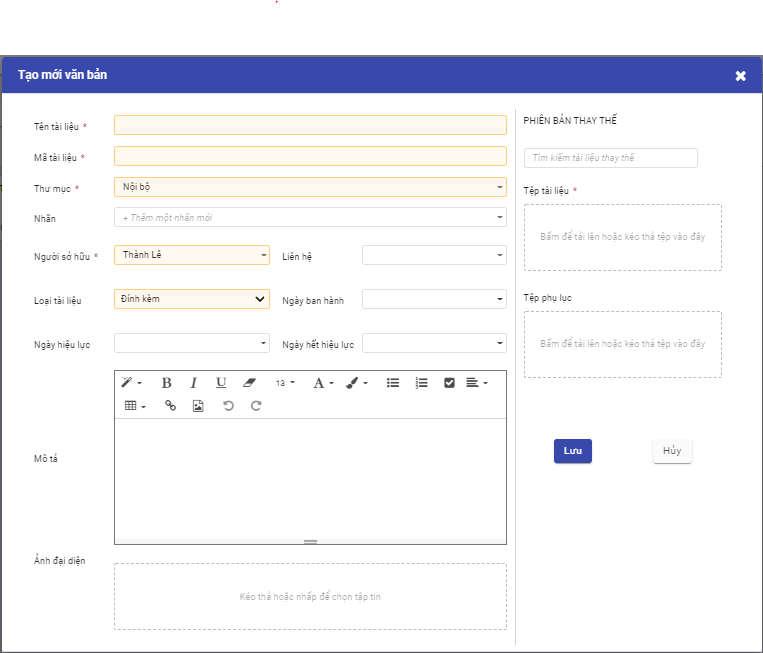 Tạo mới văn bản
Tên tài liệu *
Mã tài liệu *
Thư mục * Nội bộ
Nhãn + Thêm một nhãn mới
Người sở hữu * Thành Lê Liên hệ
Loại tài liệu Đính kèm Ngày ban hành
Ngày hiệu lực Ngày hết hiệu lực
B I U 13 A
Mô tả
Ảnh đại diện
Kéo thả hoặc nhấp để chọn tập tin
PHIÊN BẢN THAY THẾ
Tìm kiếm tài liệu thay thế
Tệp tài liệu *
Bấm để tải lên hoặc kéo thả tệp vào đây
Tệp phụ lục
Bấm để tải lên hoặc kéo thả tệp vào đây
Lưu Hủy